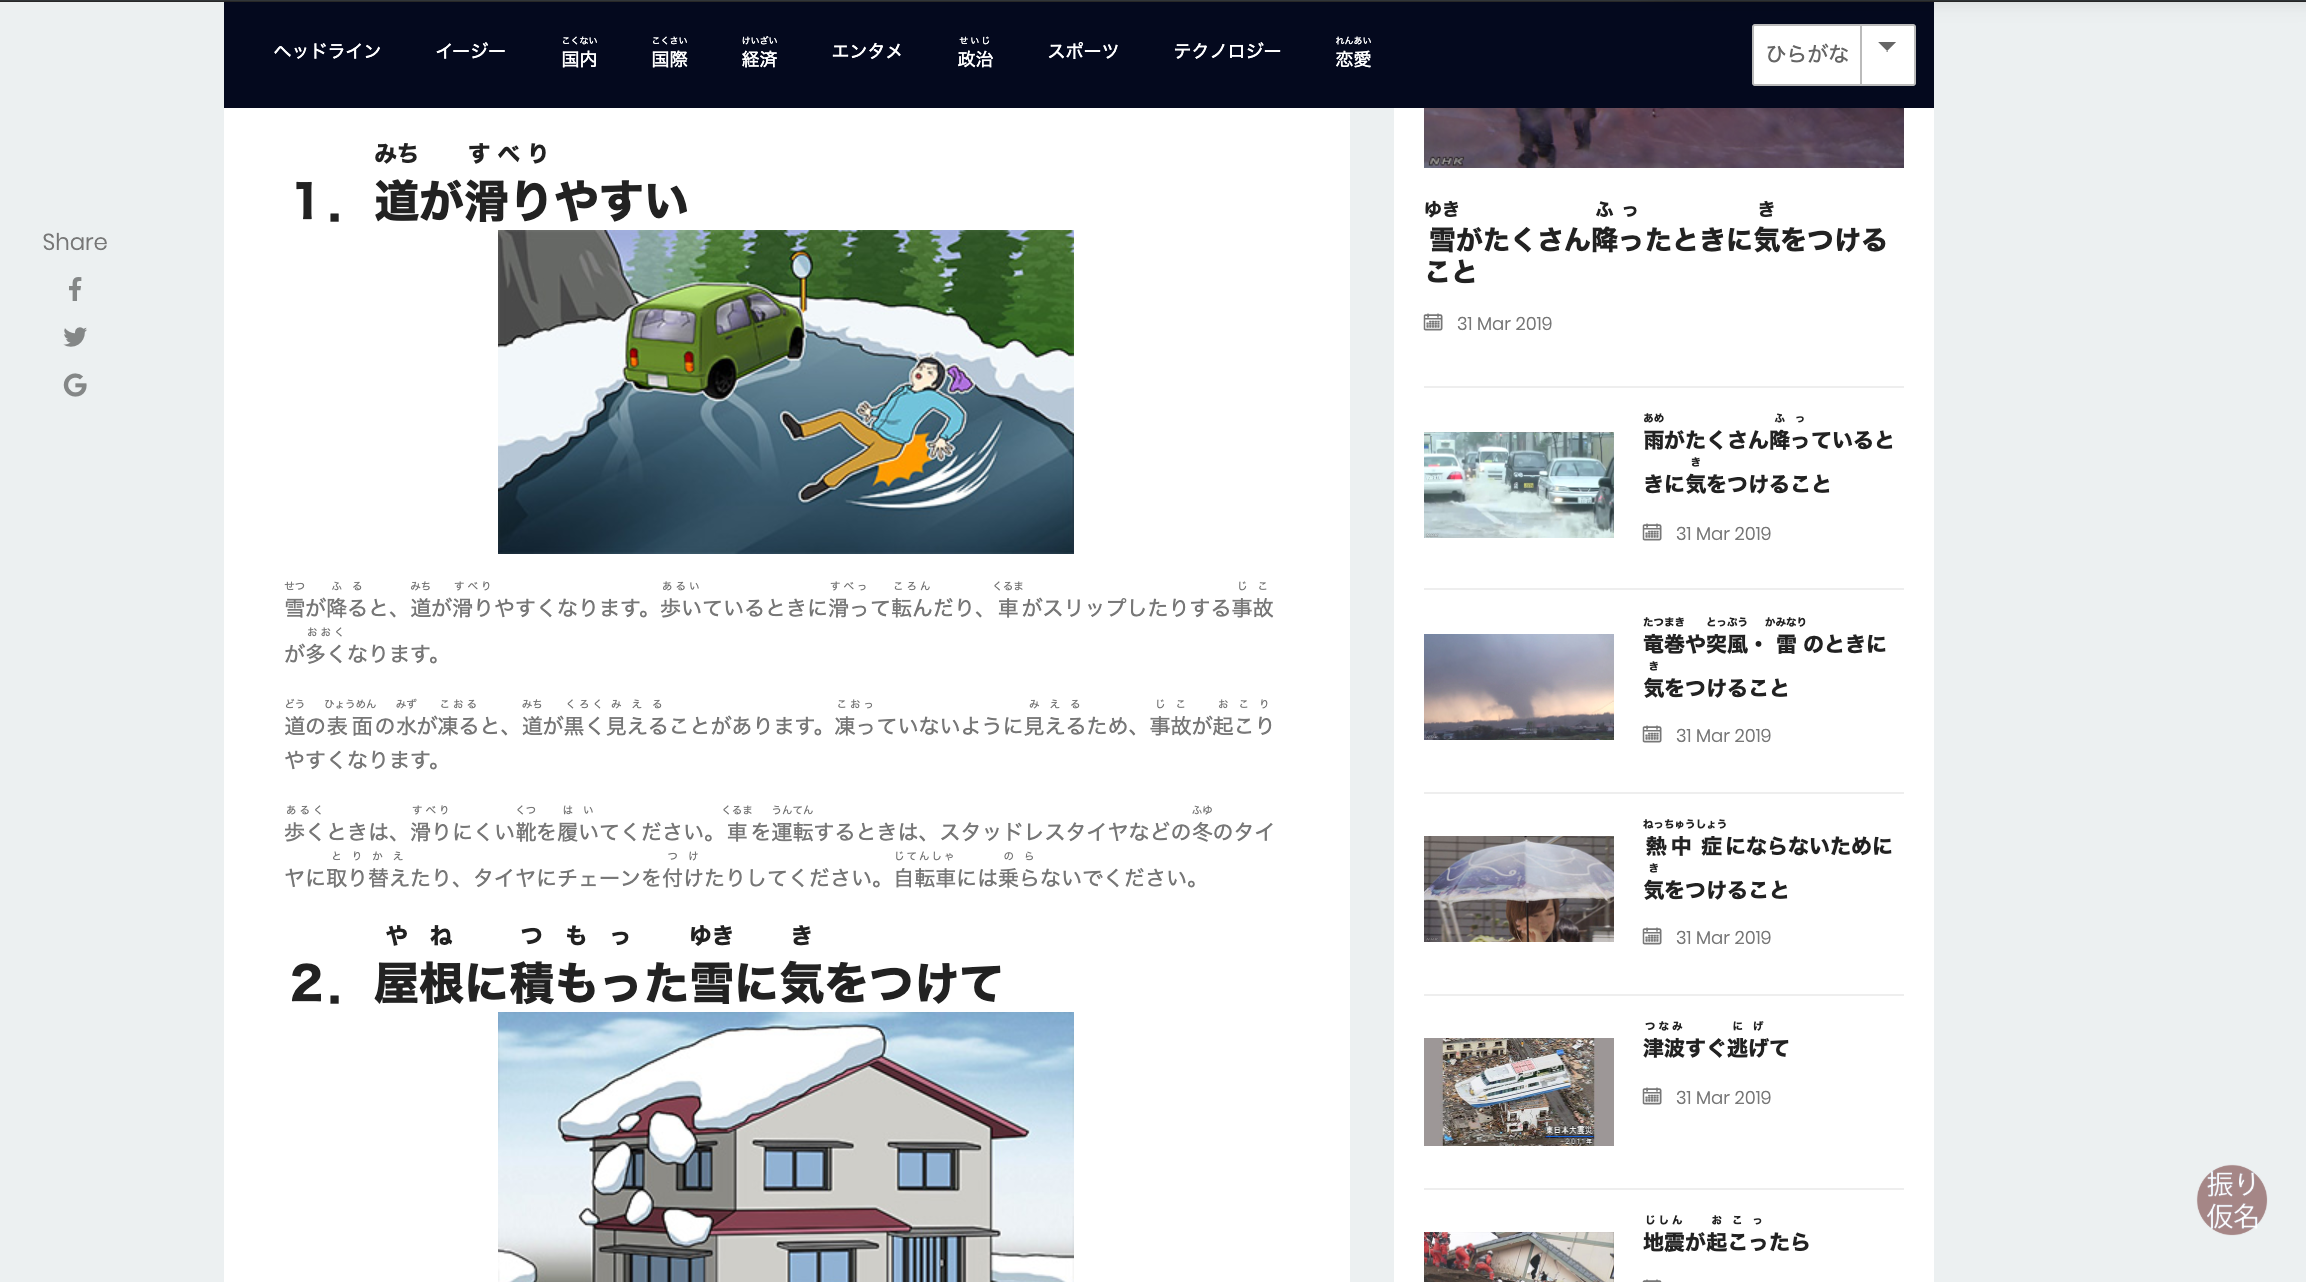 ヘッドライン イージー 国内 国際 経済 エンタメ 政治 スポーツ テクノロジー 恋愛 ひらがな
こくない こくさい けいざい せいじ れんあい
Share
みち すべり
1. 道が滑りやすい
せつ ふる みち すべり あるい すべっ ころん くるま じこ
雪が降ると、道が滑りやすくなります。歩いているときに滑って転んだり、車がスリップしたりする事故
おおく
が多くなります。
どう ひょうめん みず こおる みち くろく みえる こおっ みえる じこ おこり
道の表面の水が凍ると、道が黒く見えることがあります。凍っていないように見えるため、事故が起こり
やすくなります。
あるく すべり くつ はい くるま うんてん ふゆ
歩くときは、滑りにくい靴を履いてください。車を運転するときは、スタッドレスタイヤなどの冬のタイ
とりかえ つけ じてんしゃ のら
ヤに取り替えたり、タイヤにチェーンを付けたりしてください。自転車には乗らないでください。
やね つもっ ゆき き
2. 屋根に積もった雪に気をつけて
NHK
ゆき ふっ き
雪がたくさん降ったときに気をつける
こと
31 Mar 2019
あめ ふっ
雨がたくさん降っていると
き
きに気をつけること
31 Mar 2019
たつまき とっぷう かみなり
竜巻や突風・雷のときに
き
気をつけること
31 Mar 2019
ねっちゅうしょう
熱中症にならないために
き
気をつけること
31 Mar 2019
つなみ にげ
津波すぐ逃げて
東日本大震災
2011年
31 Mar 2019
じしん おこっ
地震が起こったら
振り
仮名